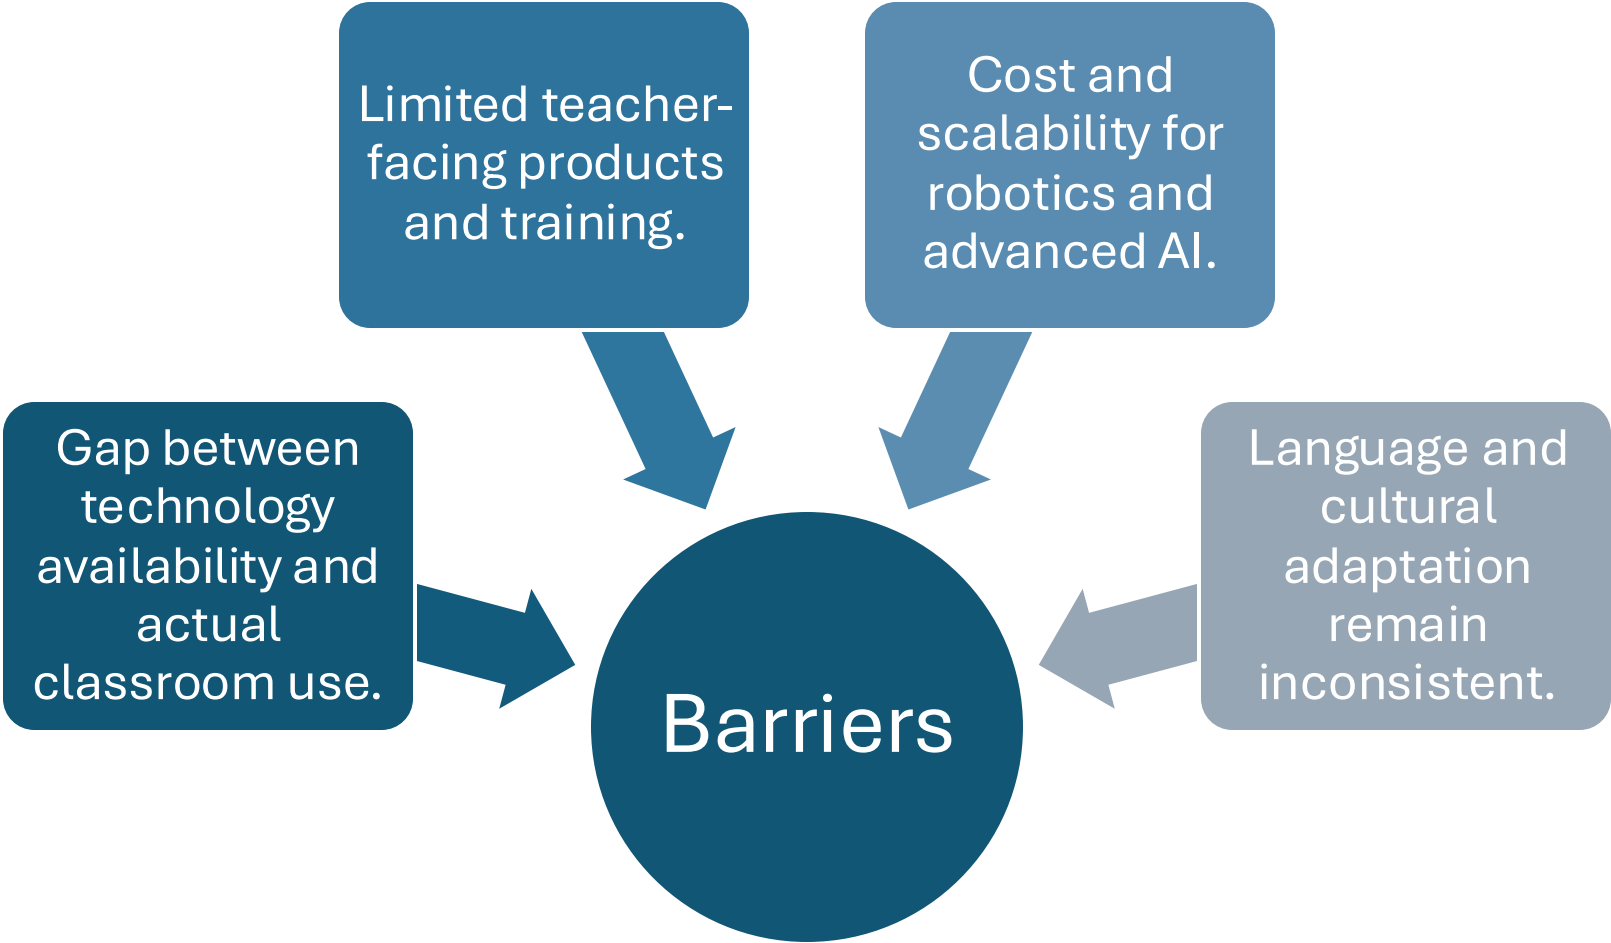 Limited teacher-
facing products
and training.
Cost and
scalability for
robotics and
advanced AI.
Gap between
technology
availability and
actual
classroom use.
Language and
cultural
adaptation
remain
inconsistent.
Barriers